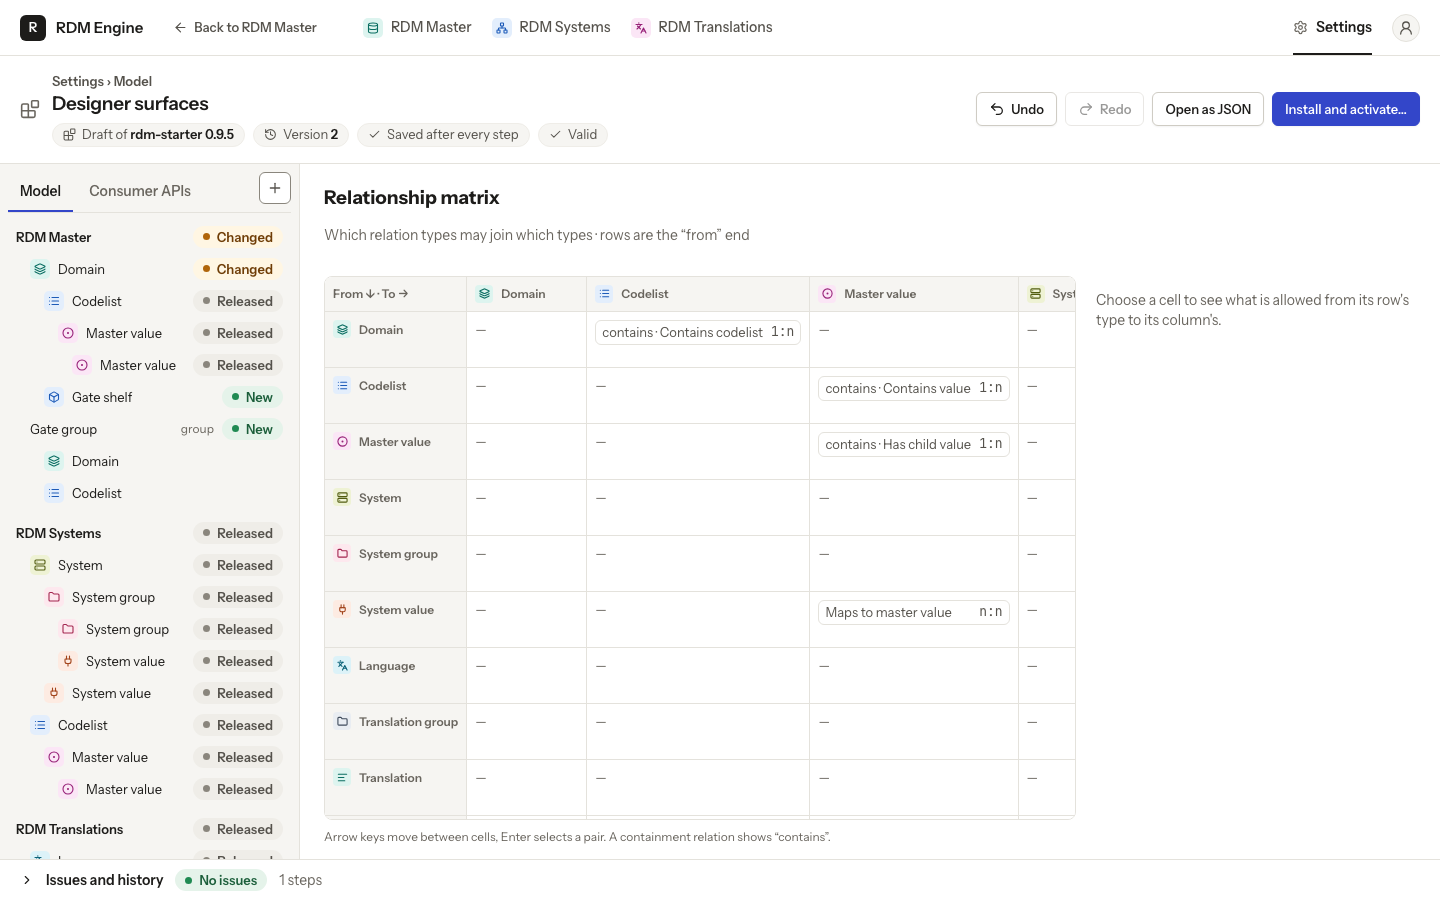 R RDM Engine
Back to RDM Master
RDM Master
RDM Systems
RDM Translations
Settings
Settings › Model
Designer surfaces
Draft of rdm-starter 0.9.5
Version 2
Saved after every step
Valid
Undo
Redo
Open as JSON
Install and activate...
Model
Consumer APIs
RDM Master Changed
Domain Changed
Codelist Released
Master value Released
Master value Released
Gate shelf New
Gate group group New
Domain
Codelist
RDM Systems Released
System Released
System group Released
System group Released
System value Released
System value Released
Codelist Released
Master value Released
Master value Released
RDM Translations Released
Relationship matrix
Which relation types may join which types · rows are the “from” end
From ↓ · To → Domain Codelist Master value Syst
Domain — contains · Contains codelist 1:n —
Codelist — — contains · Contains value 1:n —
Master value — — contains · Has child value 1:n —
System — — — —
System group — — — —
System value — — Maps to master value n:n —
Language — — — —
Translation group — — — —
Translation — — — —
Arrow keys move between cells, Enter selects a pair. A containment relation shows “contains”.
Choose a cell to see what is allowed from its row's
type to its column's.
Issues and history
No issues
1 steps